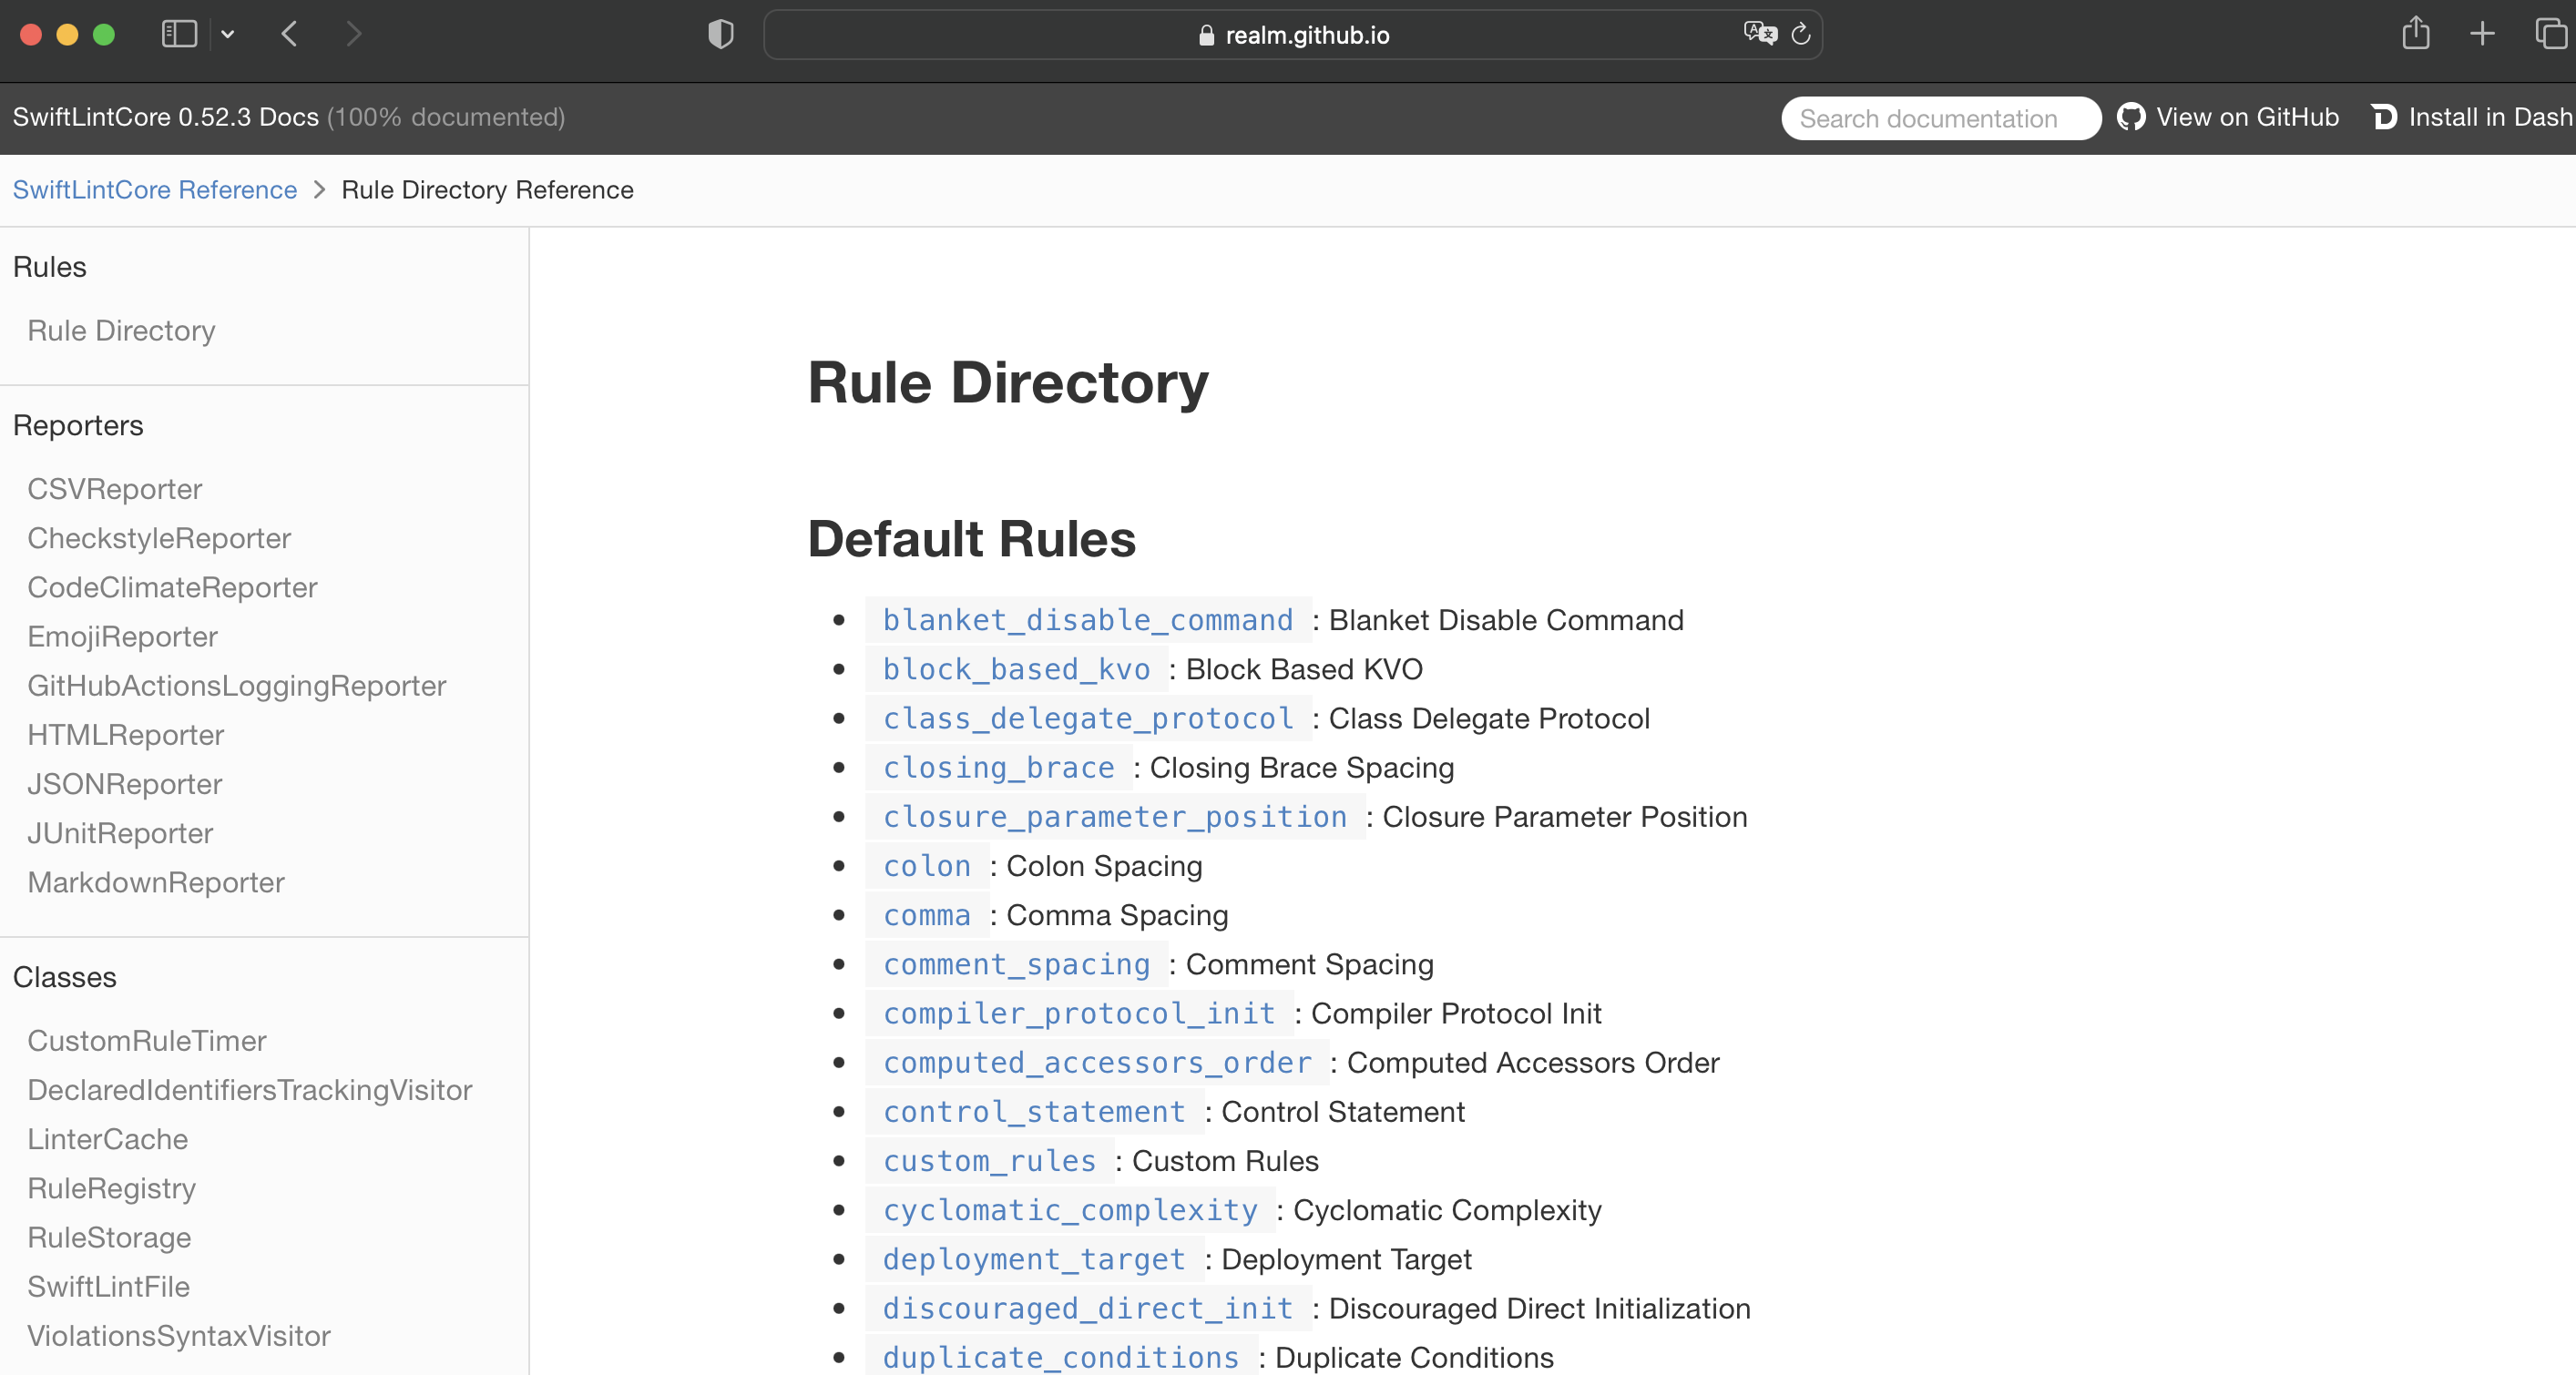 realm.github.io
SwiftLintCore 0.52.3 Docs (100% documented)
Search documentation
View on GitHub
Install in Dash
SwiftLintCore Reference > Rule Directory Reference
Rules
Rule Directory
Reporters
CSVReporter
CheckstyleReporter
CodeClimateReporter
EmojiReporter
GitHubActionsLoggingReporter
HTMLReporter
JSONReporter
JUnitReporter
MarkdownReporter
Classes
CustomRuleTimer
DeclaredIdentifiersTrackingVisitor
LinterCache
RuleRegistry
RuleStorage
SwiftLintFile
ViolationsSyntaxVisitor
Rule Directory
Default Rules
• blanket_disable_command : Blanket Disable Command
• block_based_kvo : Block Based KVO
• class_delegate_protocol : Class Delegate Protocol
• closing_brace : Closing Brace Spacing
• closure_parameter_position : Closure Parameter Position
• colon : Colon Spacing
• comma : Comma Spacing
• comment_spacing : Comment Spacing
• compiler_protocol_init : Compiler Protocol Init
• computed_accessors_order : Computed Accessors Order
• control_statement : Control Statement
• custom_rules : Custom Rules
• cyclomatic_complexity : Cyclomatic Complexity
• deployment_target : Deployment Target
• discouraged_direct_init : Discouraged Direct Initialization
• duplicate_conditions : Duplicate Conditions